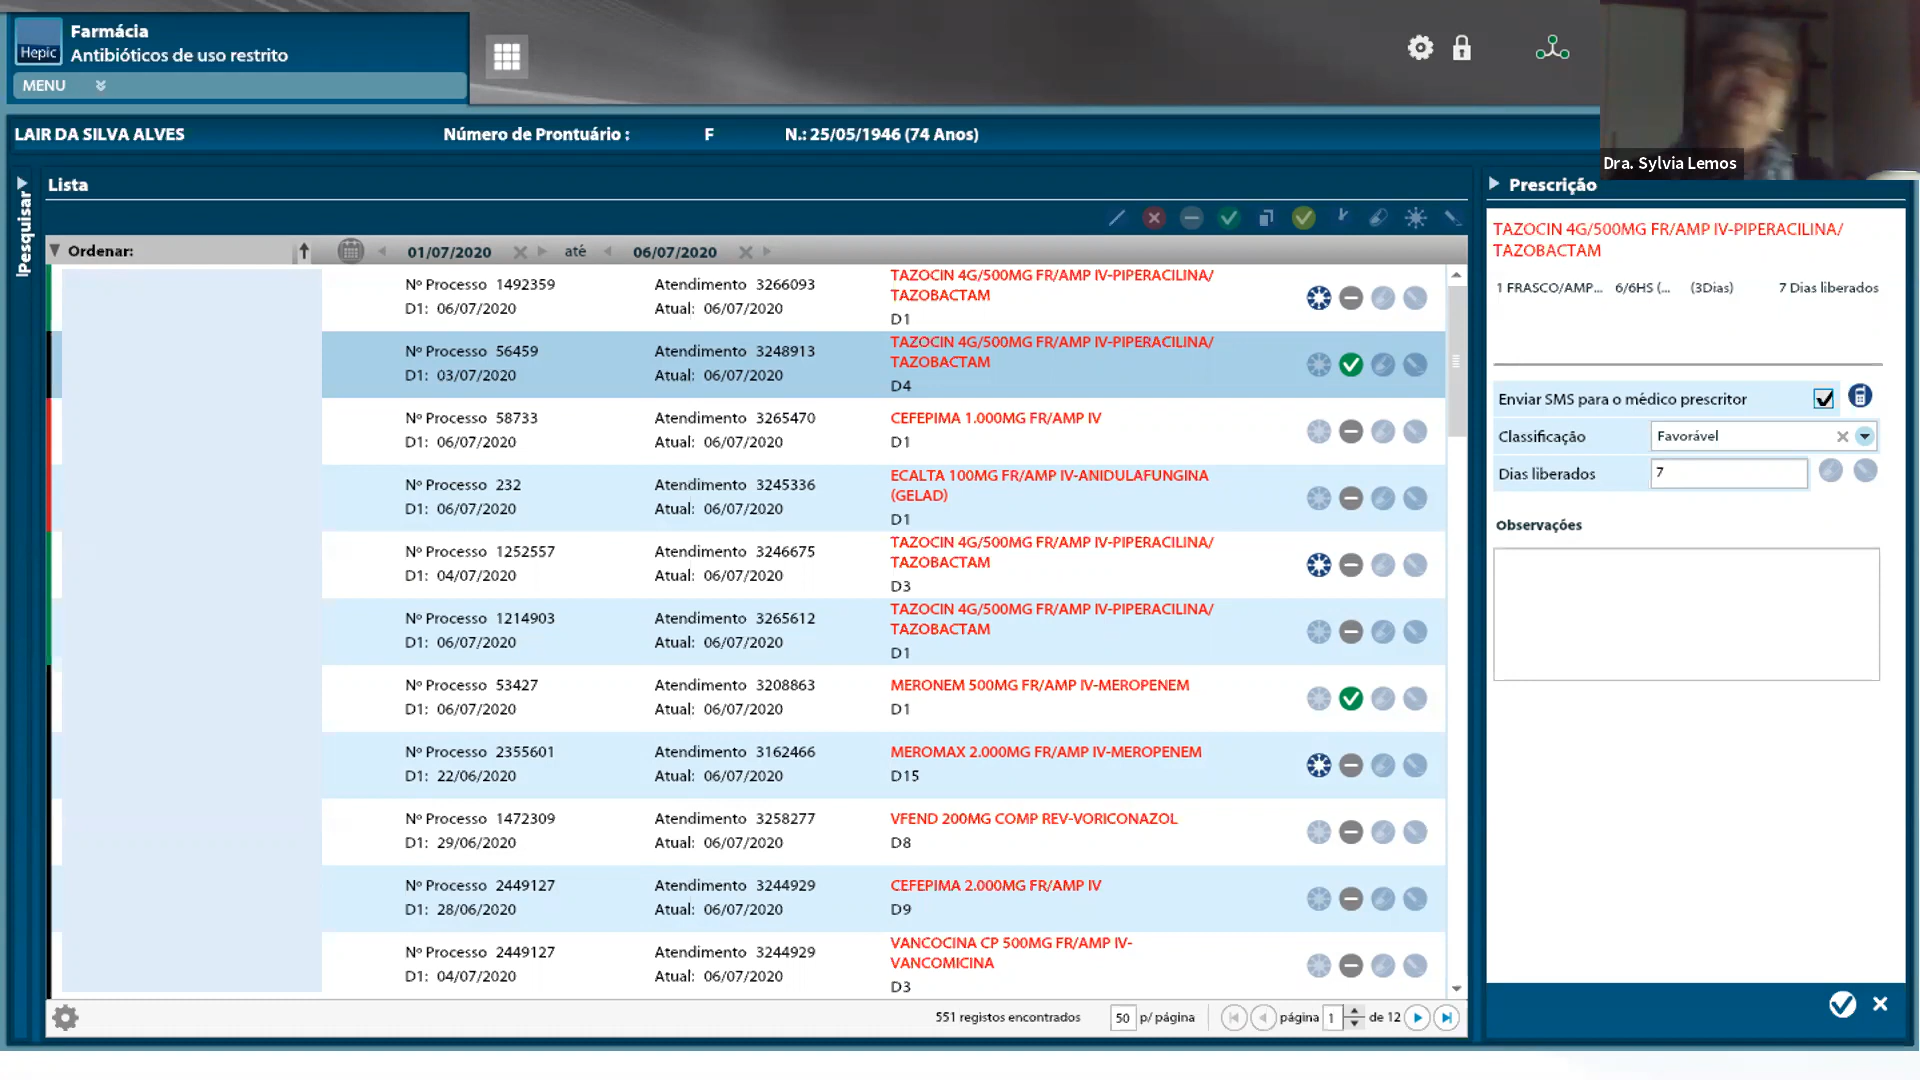 Hepic
Farmácia
Antibióticos de uso restrito
MENU
LAIR DA SILVA ALVES Número de Prontuário : F N.: 25/05/1946 (74 Anos)
Dra. Sylvia Lemos
Pesquisar
Lista
Ordenar: 01/07/2020 até 06/07/2020
Nº Processo 1492359 Atendimento 3266093 TAZOCIN 4G/500MG FR/AMP IV-PIPERACILINA/
TAZOBACTAM
D1: 06/07/2020 Atual: 06/07/2020 D1
Nº Processo 56459 Atendimento 3248913 TAZOCIN 4G/500MG FR/AMP IV-PIPERACILINA/
TAZOBACTAM
D1: 03/07/2020 Atual: 06/07/2020 D4
Nº Processo 58733 Atendimento 3265470 CEFEPIMA 1.000MG FR/AMP IV
D1: 06/07/2020 Atual: 06/07/2020 D1
Nº Processo 232 Atendimento 3245336 ECALTA 100MG FR/AMP IV-ANIDULAFUNGINA
(GELAD)
D1: 06/07/2020 Atual: 06/07/2020 D1
Nº Processo 1252557 Atendimento 3246675 TAZOCIN 4G/500MG FR/AMP IV-PIPERACILINA/
TAZOBACTAM
D1: 04/07/2020 Atual: 06/07/2020 D3
Nº Processo 1214903 Atendimento 3265612 TAZOCIN 4G/500MG FR/AMP IV-PIPERACILINA/
TAZOBACTAM
D1: 06/07/2020 Atual: 06/07/2020 D1
Nº Processo 53427 Atendimento 3208863 MERONEM 500MG FR/AMP IV-MEROPENEM
D1: 06/07/2020 Atual: 06/07/2020 D1
Nº Processo 2355601 Atendimento 3162466 MEROMAX 2.000MG FR/AMP IV-MEROPENEM
D1: 22/06/2020 Atual: 06/07/2020 D15
Nº Processo 1472309 Atendimento 3258277 VFEND 200MG COMP REV-VORICONAZOL
D1: 29/06/2020 Atual: 06/07/2020 D8
Nº Processo 2449127 Atendimento 3244929 CEFEPIMA 2.000MG FR/AMP IV
D1: 28/06/2020 Atual: 06/07/2020 D9
Nº Processo 2449127 Atendimento 3244929 VANCOCINA CP 500MG FR/AMP IV-
VANCOMICINA
D1: 04/07/2020 Atual: 06/07/2020 D3
551 registos encontrados 50 p/ página página 1 de 12
Prescrição
TAZOCIN 4G/500MG FR/AMP IV-PIPERACILINA/
TAZOBACTAM
1 FRASCO/AMP... 6/6HS (... (3Dias) 7 Dias liberados
Enviar SMS para o médico prescritor
Classificação Favorável
Dias liberados 7
Observações